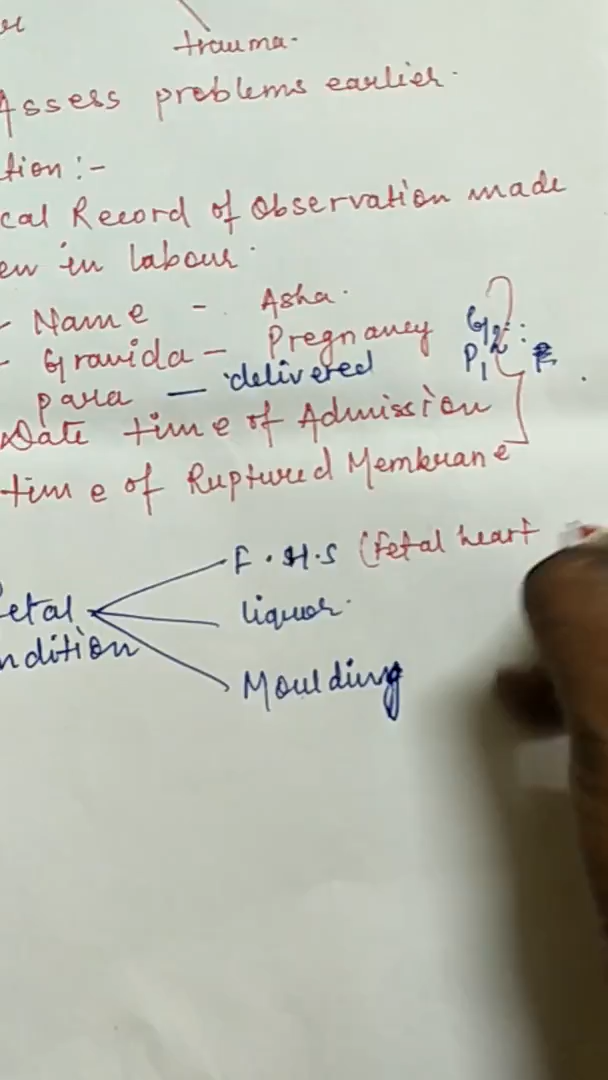 trauma.
Assess problems earlier.
tion :-
cal Record of Observation made
ew in labour.
- Name - Asha.
- Gravida - Pregnancy G2 :
para - delivered P1
Date time of Admission
time of Ruptured Membrane
F.H.S (Fetal heart
liquor.
etal
ndition
Moulding